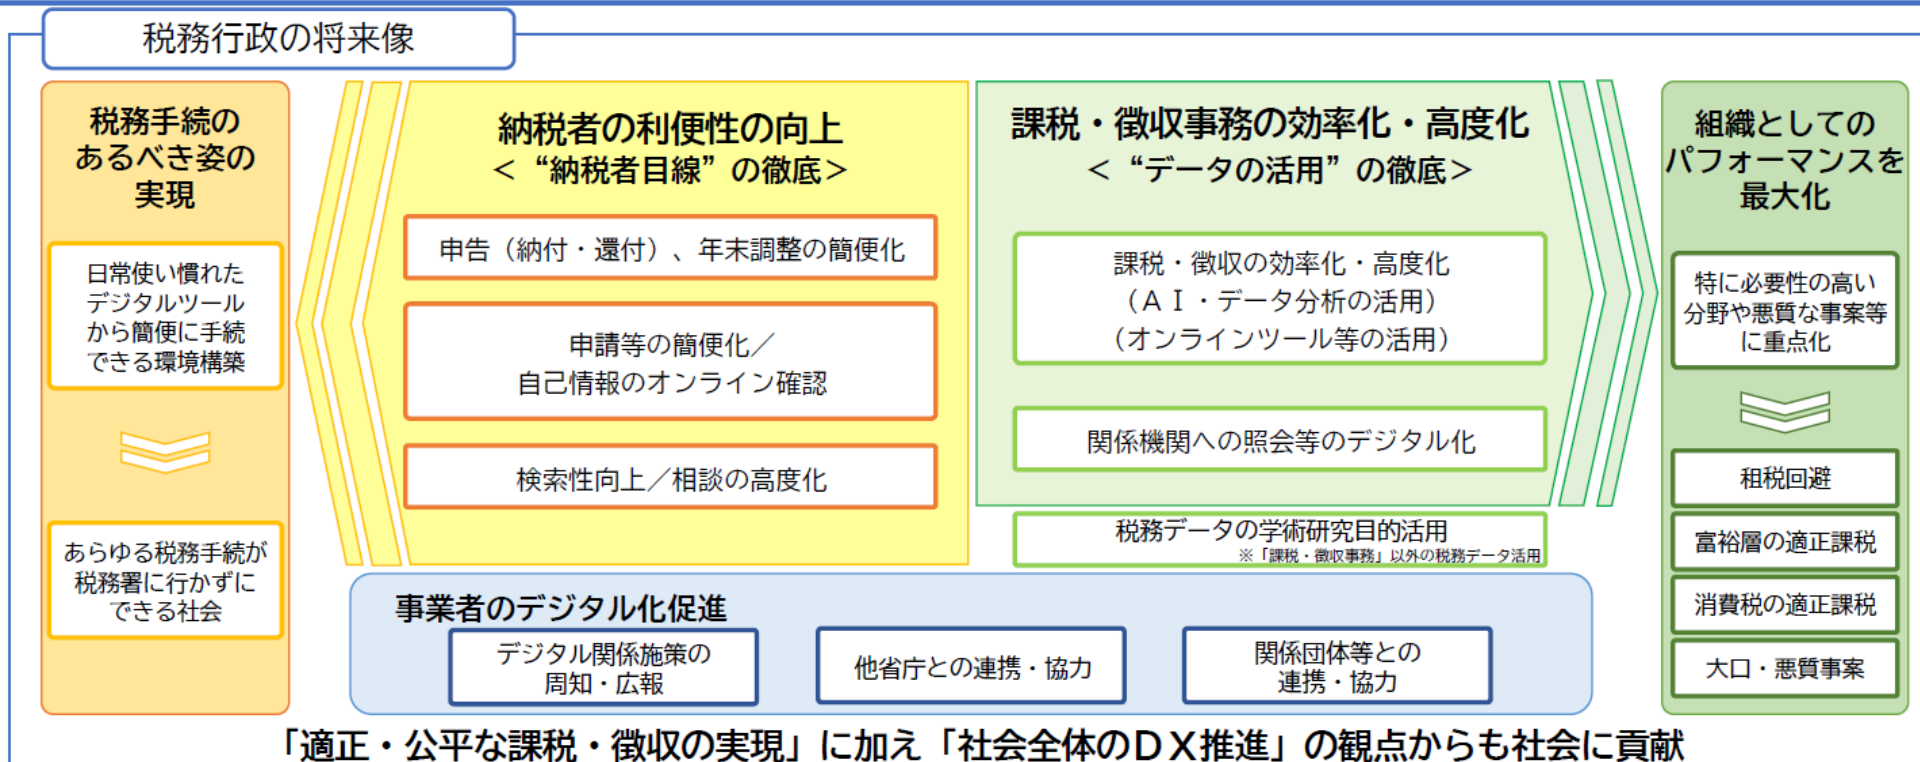 税務行政の将来像
税務手続の
あるべき姿の
実現
日常使い慣れた
デジタルツール
から簡便に手続
できる環境構築
あらゆる税務手続が
税務署に行かずに
できる社会
納税者の利便性の向上
＜“納税者目線”の徹底＞
申告（納付・還付）、年末調整の簡便化
申請等の簡便化／
自己情報のオンライン確認
検索性向上／相談の高度化
課税・徴収事務の効率化・高度化
＜“データの活用”の徹底＞
課税・徴収の効率化・高度化
（ＡＩ・データ分析の活用）
（オンラインツール等の活用）
関係機関への照会等のデジタル化
税務データの学術研究目的活用
※「課税・徴収事務」以外の税務データ活用
組織としての
パフォーマンスを
最大化
特に必要性の高い
分野や悪質な事案等
に重点化
租税回避
富裕層の適正課税
消費税の適正課税
大口・悪質事案
事業者のデジタル化促進
デジタル関係施策の
周知・広報
他省庁との連携・協力
関係団体等との
連携・協力
「適正・公平な課税・徴収の実現」に加え「社会全体のＤＸ推進」の観点からも社会に貢献